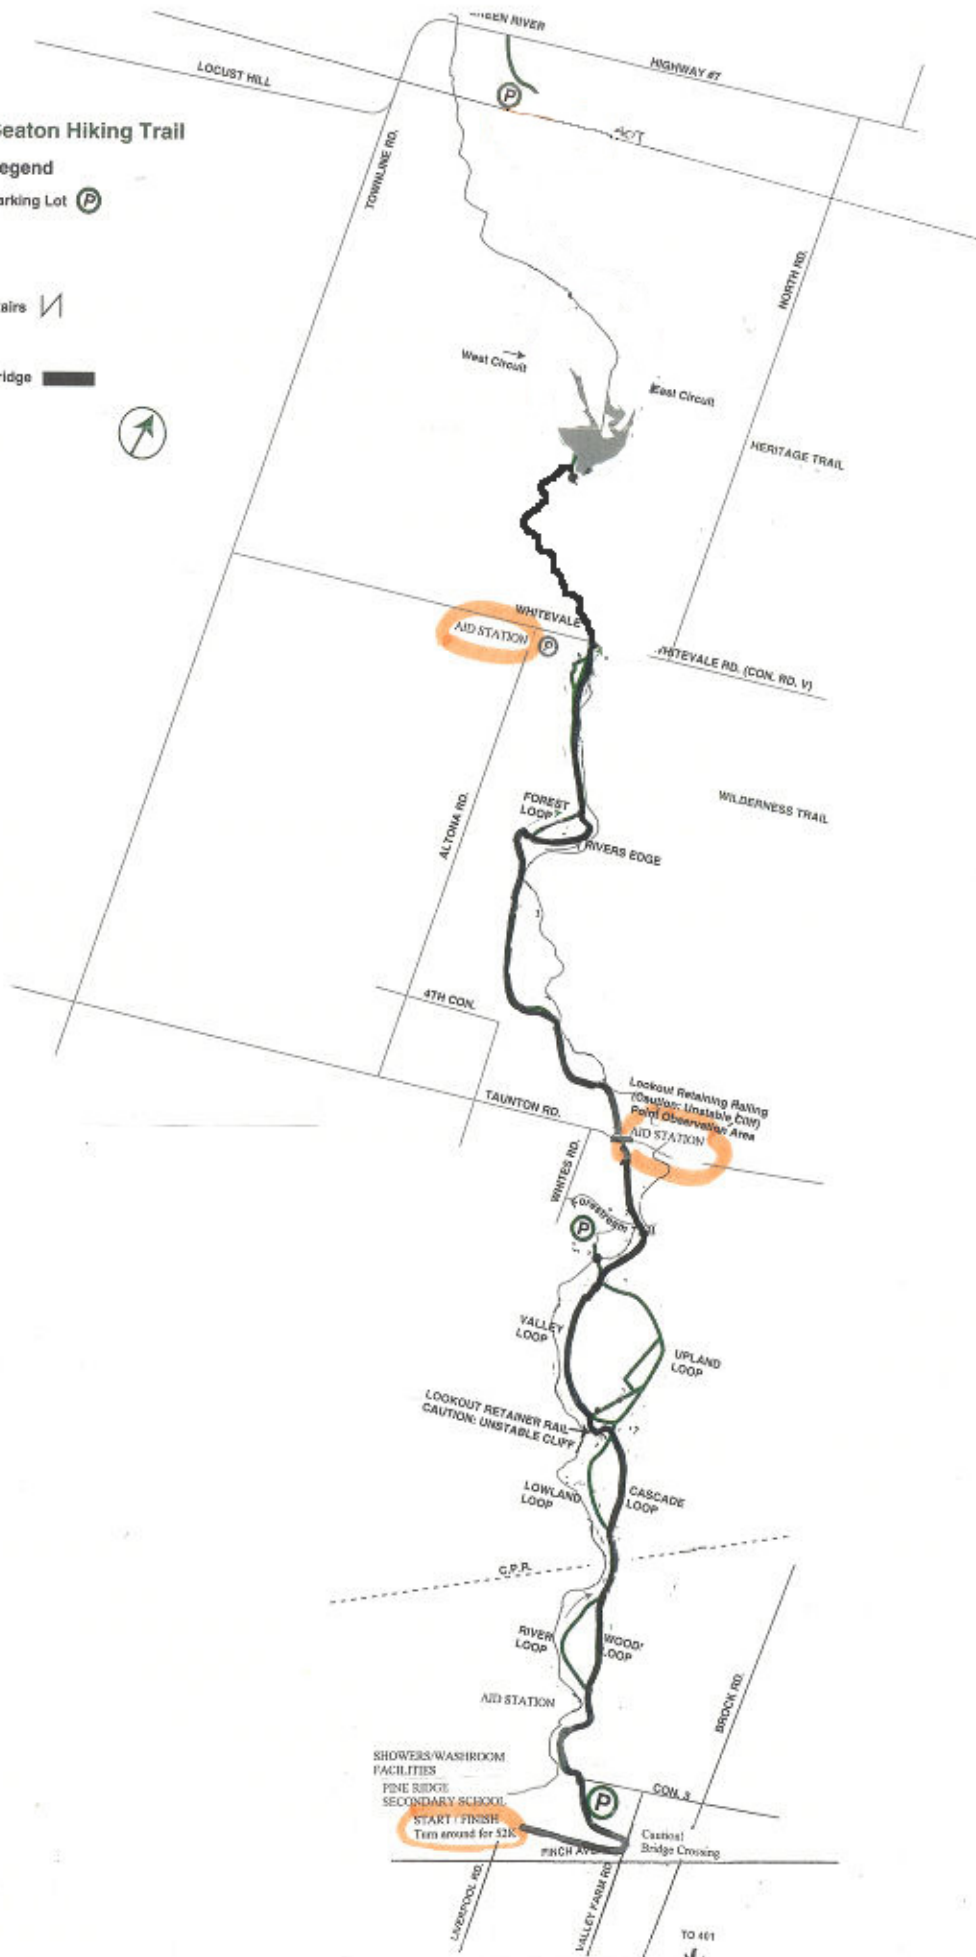 GREEN RIVER
HIGHWAY #7
LOCUST HILL
P
Seaton Hiking Trail
Legend
Parking Lot P
TOWNLINE RD.
NORTH RD.
West Circuit
East Circuit
HERITAGE TRAIL
WHITEVALE
AID STATION
P
WHITEVALE RD. (CON. RD. V)
WILDERNESS TRAIL
FOREST
LOOP
RIVERS EDGE
ALTONA RD.
4TH CON.
TAUNTON RD.
Lookout Retaining Railing
(Caution: Unstable Cliff)
Point Observation Area
AID STATION
WHITES RD.
Forestream
P
VALLEY
LOOP
UPLAND
LOOP
LOOKOUT RETAINER RAIL
CAUTION: UNSTABLE CLIFF
LOWLAND
LOOP
CASCADE
LOOP
C.P.R.
RIVER
LOOP
LOOP
AID STATION
BROCK RD.
SHOWERS/WASHROOM
FACILITIES
PINE RIDGE
SECONDARY SCHOOL
START / FINISH
Turn around for 52K
P
CON. 3
Caution!
Bridge Crossing
FINCH AVE
LIVERPOOL RD.
VALLEY FARM RD.
TO 401